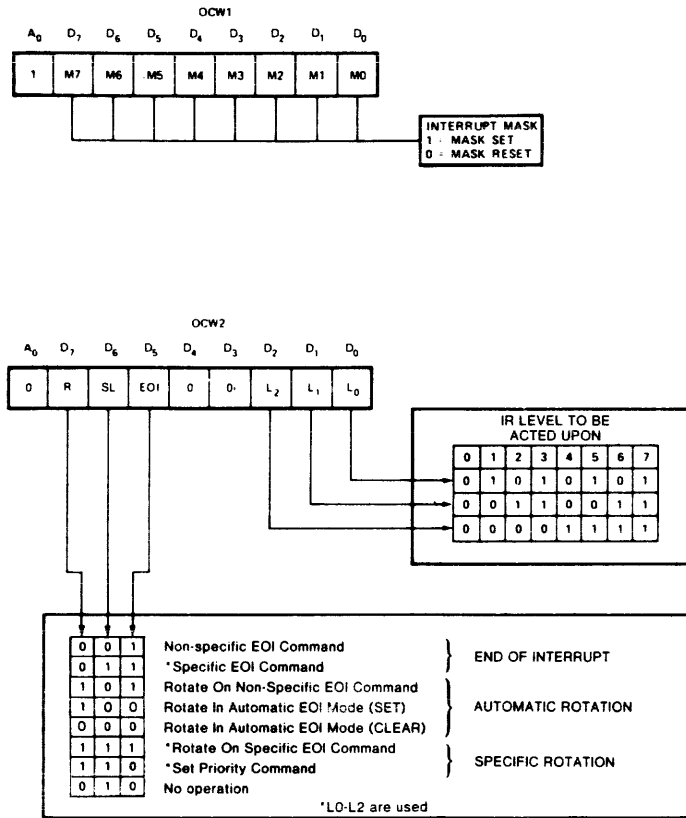 OCW1
A0 D7 D6 D5 D4 D3 D2 D1 D0
1 M7 M6 M5 M4 M3 M2 M1 M0
INTERRUPT MASK
1 = MASK SET
0 = MASK RESET
OCW2
A0 D7 D6 D5 D4 D3 D2 D1 D0
0 R SL EOI 0 0 L2 L1 L0
IR LEVEL TO BE
ACTED UPON
0 1 2 3 4 5 6 7
0 1 0 1 0 1 0 1
0 0 1 1 0 0 1 1
0 0 0 0 1 1 1 1
0 0 1 Non-specific EOI Command
0 1 1 *Specific EOI Command
END OF INTERRUPT
1 0 1 Rotate On Non-Specific EOI Command
1 0 0 Rotate In Automatic EOI Mode (SET)
0 0 0 Rotate In Automatic EOI Mode (CLEAR)
AUTOMATIC ROTATION
1 1 1 *Rotate On Specific EOI Command
1 1 0 *Set Priority Command
SPECIFIC ROTATION
0 1 0 No operation
*L0-L2 are used